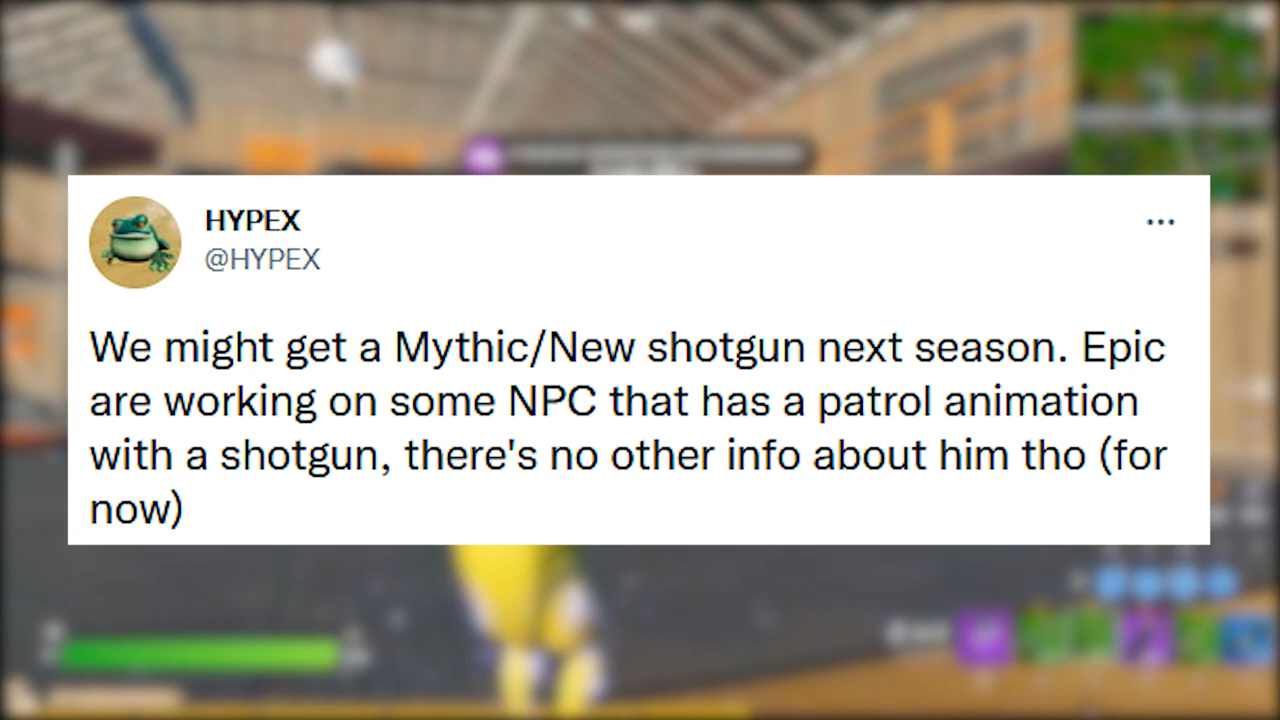 HYPEX
@HYPEX
We might get a Mythic/New shotgun next season. Epic
are working on some NPC that has a patrol animation
with a shotgun, there's no other info about him tho (for
now)